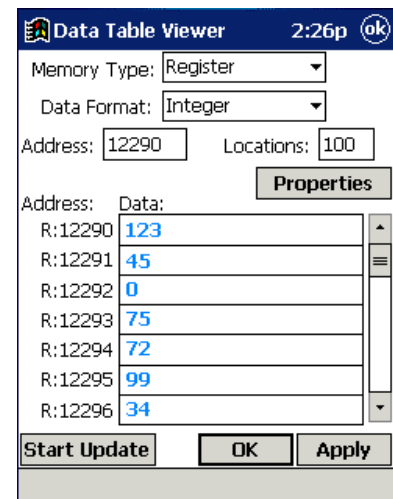 Data Table Viewer 2:26p ok
Memory Type: Register
Data Format: Integer
Address: 12290 Locations: 100
Properties
Address: Data:
R:12290 123
R:12291 45
R:12292 0
R:12293 75
R:12294 72
R:12295 99
R:12296 34
Start Update OK Apply